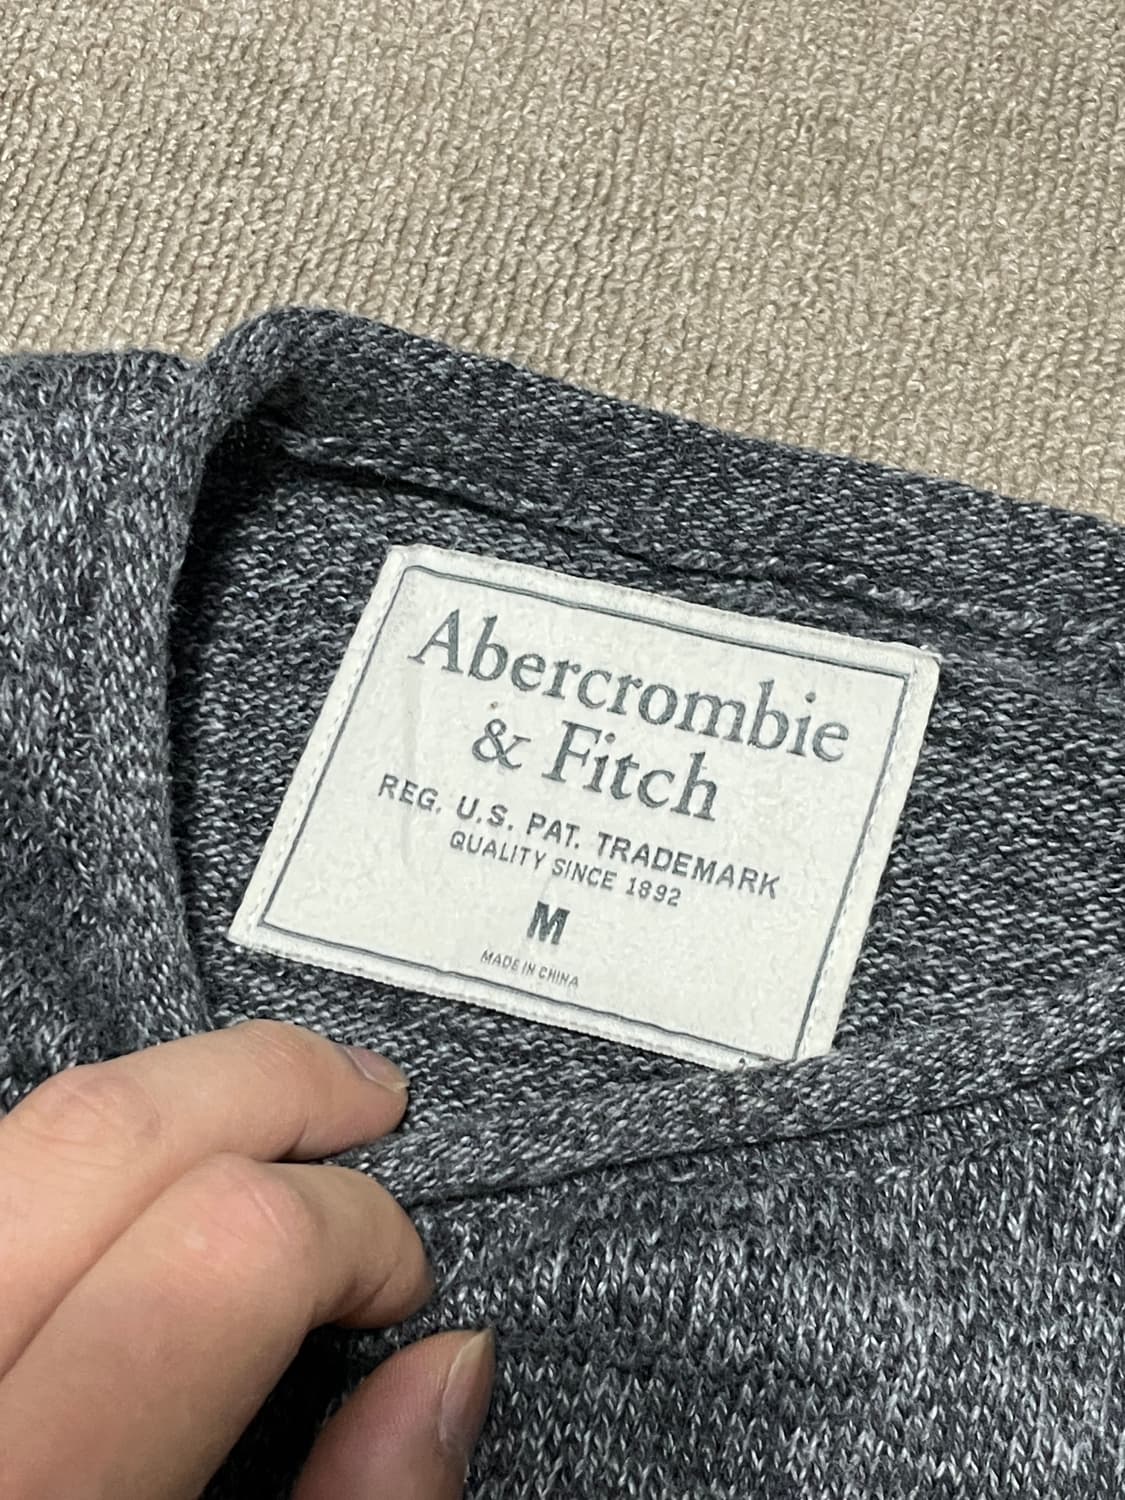 Abercrombie
& Fitch
REG. U.S. PAT. TRADEMARK
QUALITY SINCE 1892
M
MADE IN CHINA